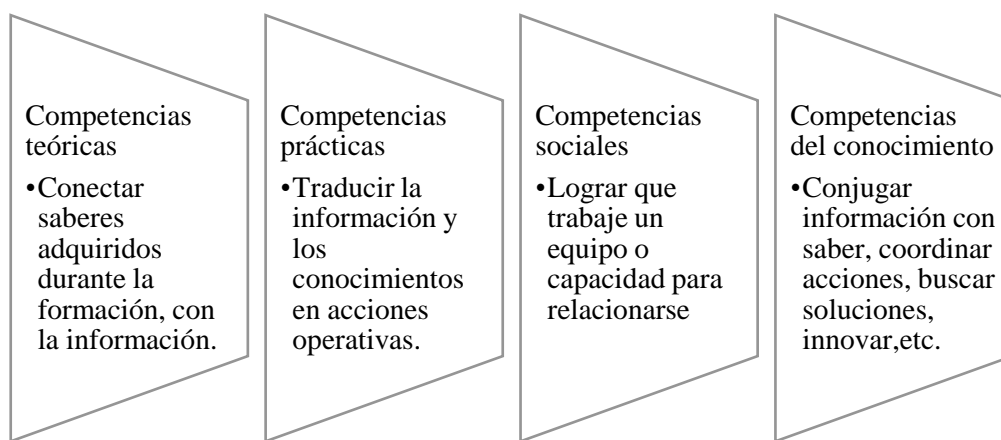 Competencias
teóricas
•Conectar
saberes
adquiridos
durante la
formación, con
la información.
Competencias
prácticas
•Traducir la
información y
los
conocimientos
en acciones
operativas.
Competencias
sociales
•Lograr que
trabaje un
equipo o
capacidad para
relacionarse
Competencias
del conocimiento
•Conjugar
información con
saber, coordinar
acciones, buscar
soluciones,
innovar,etc.